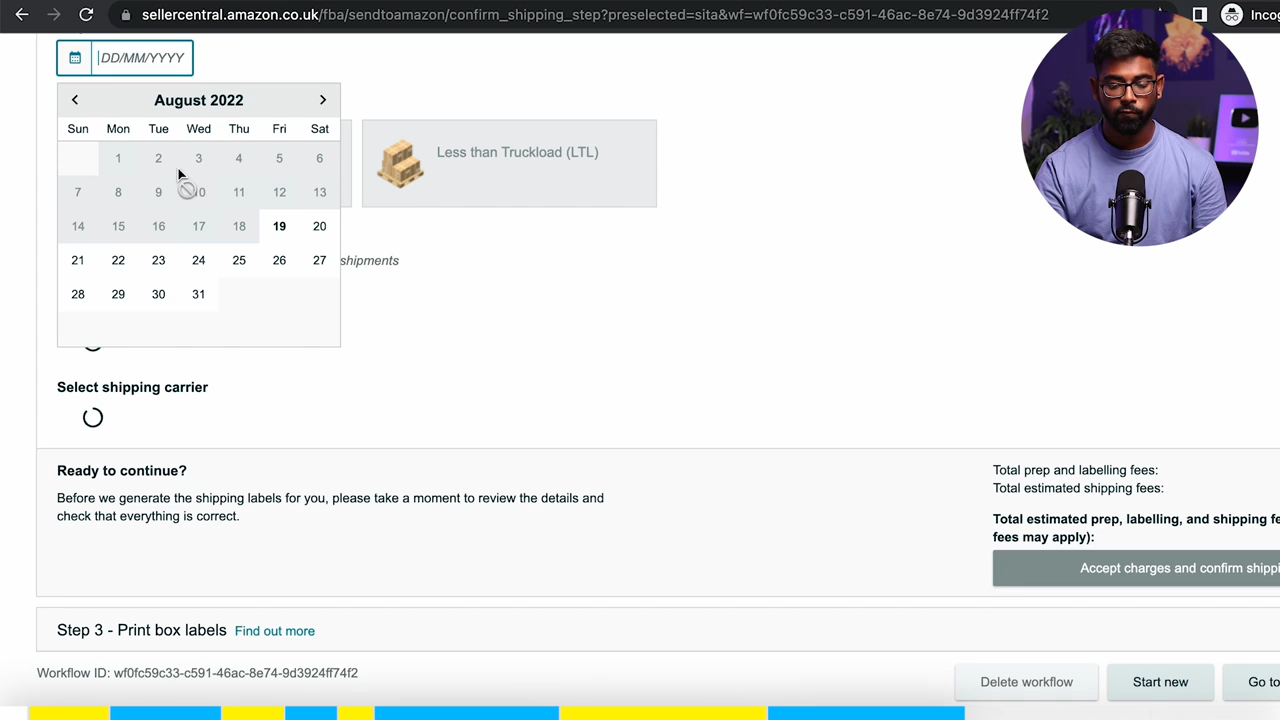 sellercentral.amazon.co.uk/fba/sendtoamazon/confirm_shipping_step?preselected=sita&wf=wf0fc59c33-c591-46ac-8e74-9d3924ff74f2
Incog
DD/MM/YYYY
August 2022
Sun Mon Tue Wed Thu Fri Sat
1 2 3 4 5 6
7 8 9 10 11 12 13
14 15 16 17 18 19 20
21 22 23 24 25 26 27
28 29 30 31
Less than Truckload (LTL)
shipments
Select shipping carrier
Ready to continue?
Before we generate the shipping labels for you, please take a moment to review the details and
check that everything is correct.
Total prep and labelling fees:
Total estimated shipping fees:
Total estimated prep, labelling, and shipping fe
fees may apply):
Accept charges and confirm shippi
Step 3 - Print box labels Find out more
Workflow ID: wf0fc59c33-c591-46ac-8e74-9d3924ff74f2
Delete workflow
Start new
Go to